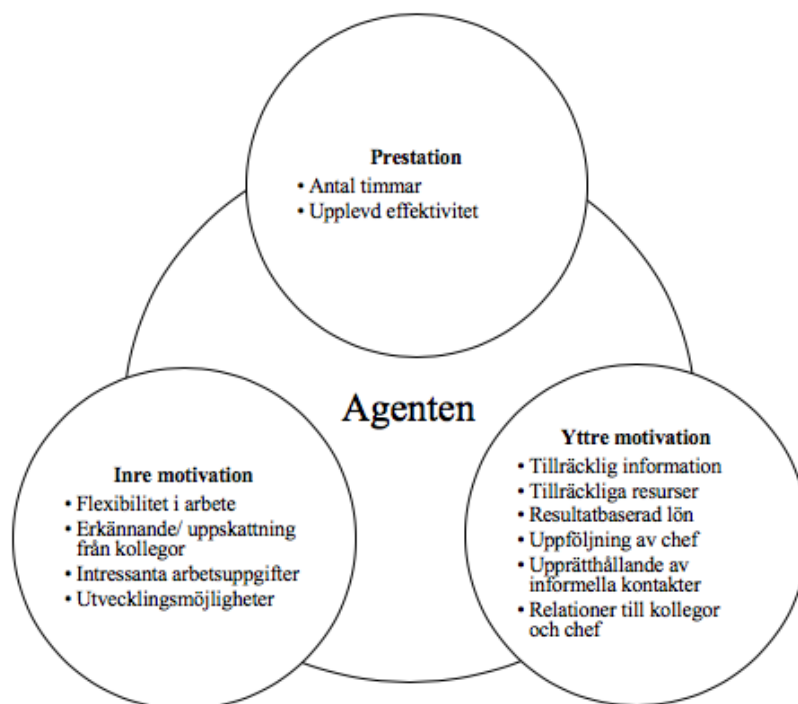 Prestation
• Antal timmar
• Upplevd effektivitet
Agenten
Inre motivation
• Flexibilitet i arbete
• Erkännande/ uppskattning
från kollegor
• Intressanta arbetsuppgifter
• Utvecklingsmöjligheter
Yttre motivation
• Tillräcklig information
• Tillräckliga resurser
• Resultatbaserad lön
• Uppföljning av chef
• Upprätthållande av
informella kontakter
• Relationer till kollegor
och chef